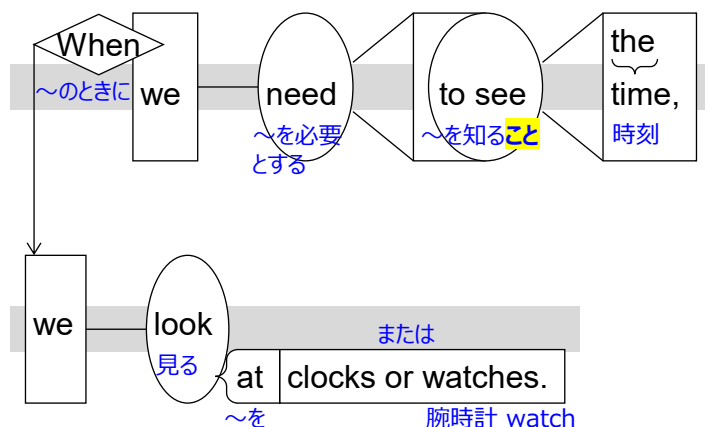 When we need to see the time,
～のときに ～を必要とする ～を知ること 時刻
we look at clocks or watches.
見る ～を または 腕時計 watch